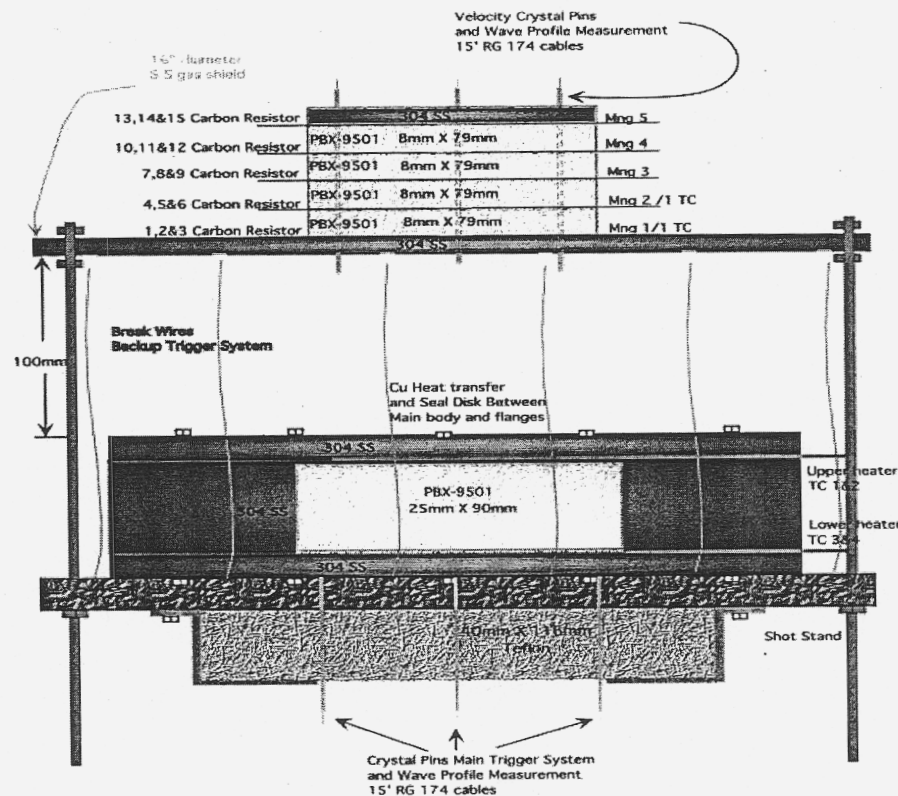 Velocity Crystal Pins
and Wave Profile Measurement
15' RG 174 cables
16" diameter
S S gas shield
304 SS
13,14&15 Carbon Resistor
Mng 5
10,11&12 Carbon Resistor
PBX-9501 8mm X 79mm
Mng 4
7,8&9 Carbon Resistor
PBX-9501 8mm X 79mm
Mng 3
4,5&6 Carbon Resistor
PBX-9501 8mm X 79mm
Mng 2 /1 TC
1,2&3 Carbon Resistor
PBX-9501 8mm X 79mm
Mng 1/1 TC
304 SS
100mm
Break Wires
Backup Trigger System
Cu Heat transfer
and Seal Disk Between
Main body and flanges
304 SS
Upper heater
TC 1&2
PBX-9501
25mm X 90mm
304 SS
Lower heater
TC 3&4
304 SS
Teflon
Shot Stand
Crystal Pins Main Trigger System
and Wave Profile Measurement
15' RG 174 cables